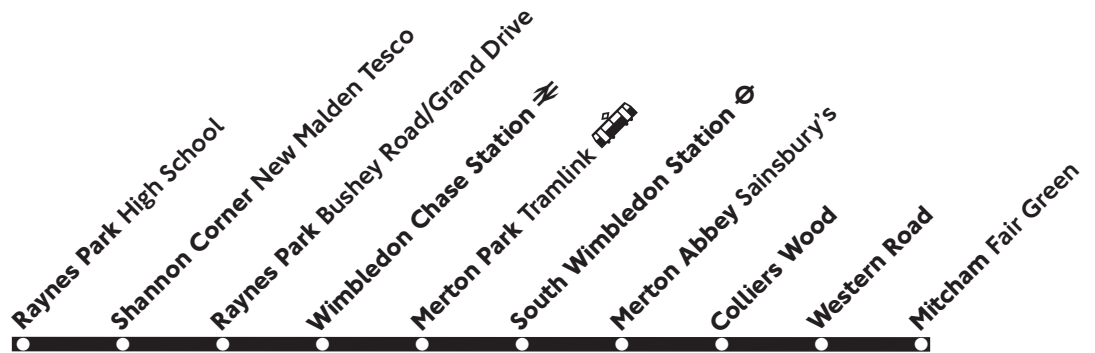 Raynes Park High School
Shannon Corner New Malden Tesco
Raynes Park Bushey Road/Grand Drive
Wimbledon Chase Station
Merton Park Tramlink
South Wimbledon Station
Merton Abbey Sainsbury's
Colliers Wood
Western Road
Mitcham Fair Green